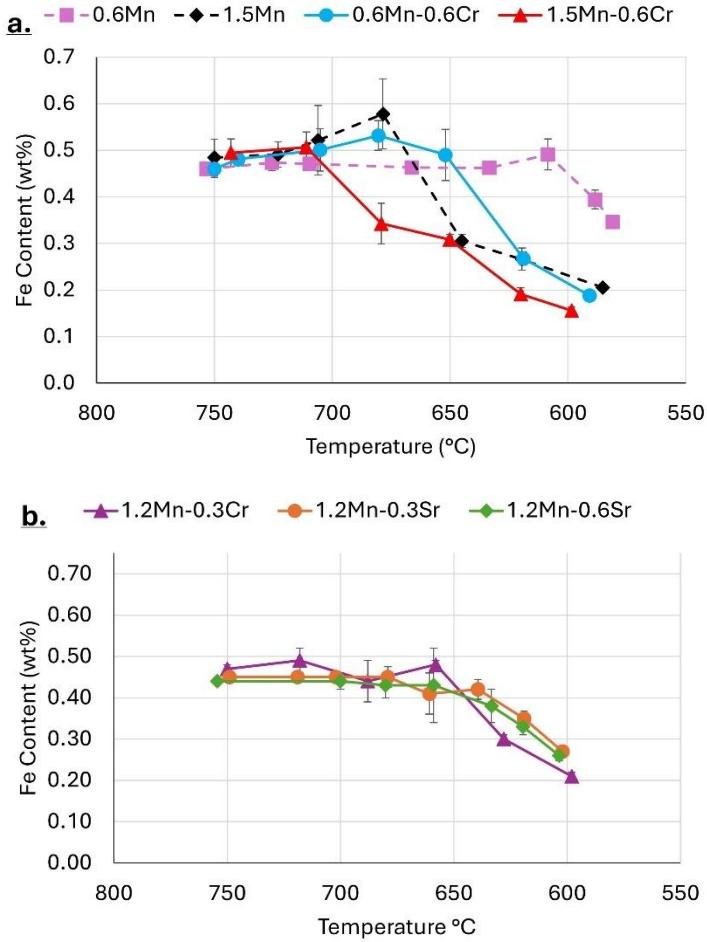 a.
0.6Mn 1.5Mn 0.6Mn-0.6Cr 1.5Mn-0.6Cr
0.7
0.6
0.5
0.4
0.3
0.2
0.1
0.0
Fe Content (wt%)
800 750 700 650 600 550
Temperature (°C)
b.
1.2Mn-0.3Cr 1.2Mn-0.3Sr 1.2Mn-0.6Sr
0.70
0.60
0.50
0.40
0.30
0.20
0.10
0.00
Fe Content (wt%)
800 750 700 650 600 550
Temperature °C